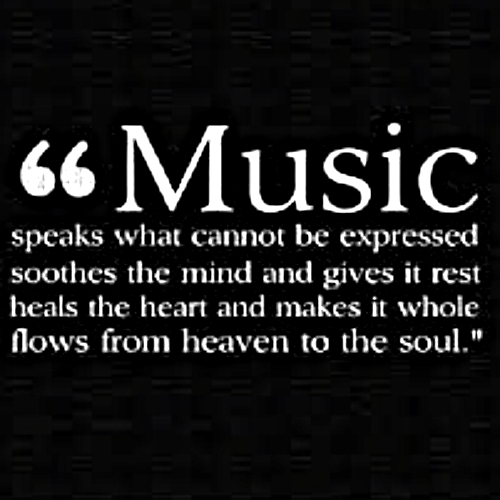 “Music
speaks what cannot be expressed
soothes the mind and gives it rest
heals the heart and makes it whole
flows from heaven to the soul."